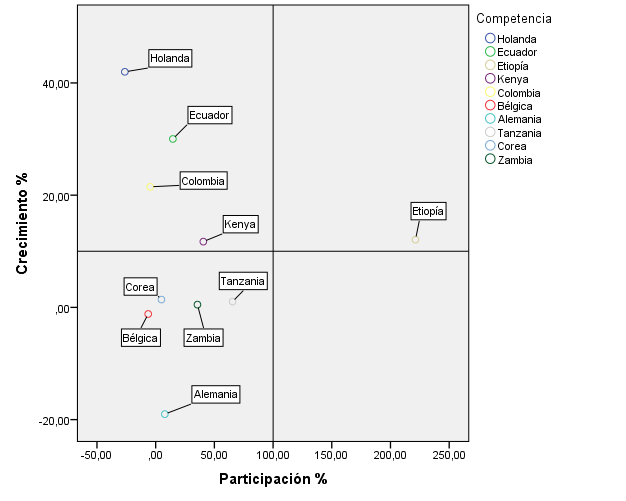 Competencia
Holanda
Ecuador
Etiopía
Kenya
Colombia
Bélgica
Alemania
Tanzania
Corea
Zambia
Crecimiento %
40,00
20,00
,00
-20,00
Holanda
Ecuador
Colombia
Kenya
Etiopía
Tanzania
Corea
Bélgica
Zambia
Alemania
-50,00 ,00 50,00 100,00 150,00 200,00 250,00
Participación %